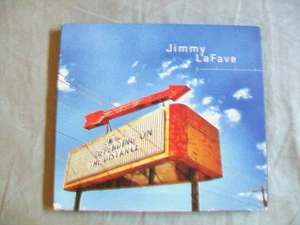 Jimmy
LaFave
DEPENDING ON
THE DISTANCE